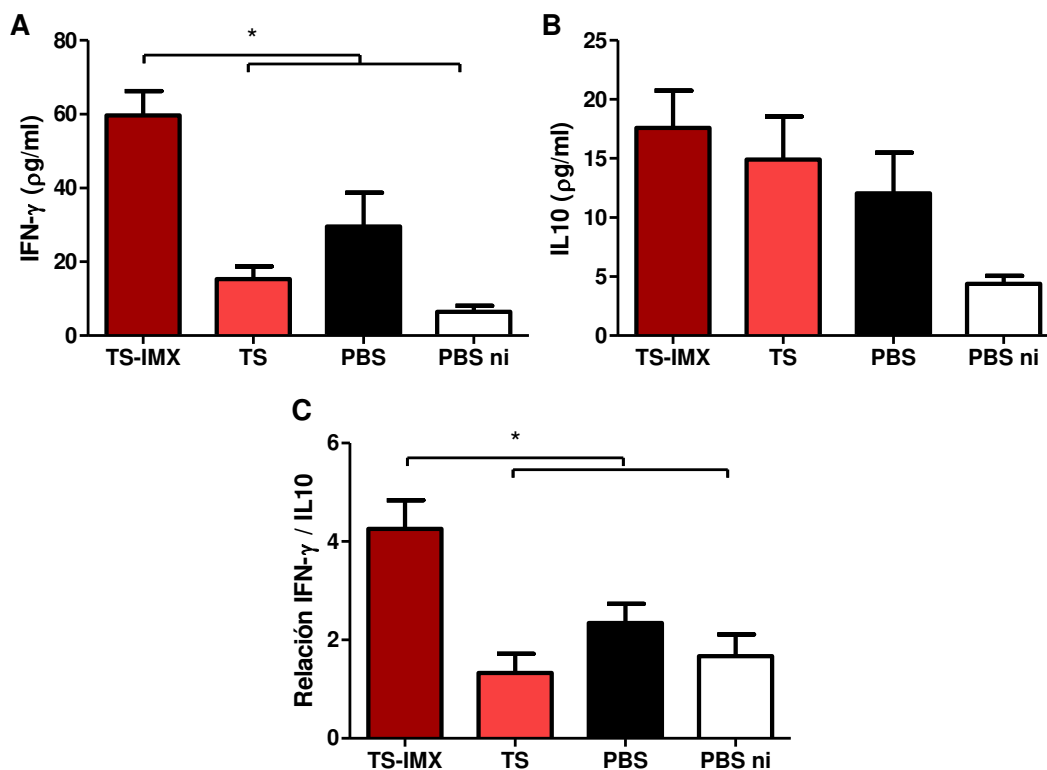 A
IFN-γ (ρg/ml)
80
60
40
20
0
*
TS-IMX TS PBS PBS ni
B
IL10 (ρg/ml)
25
20
15
10
5
0
TS-IMX TS PBS PBS ni
C
Relación IFN-γ / IL10
6
4
2
0
*
TS-IMX TS PBS PBS ni